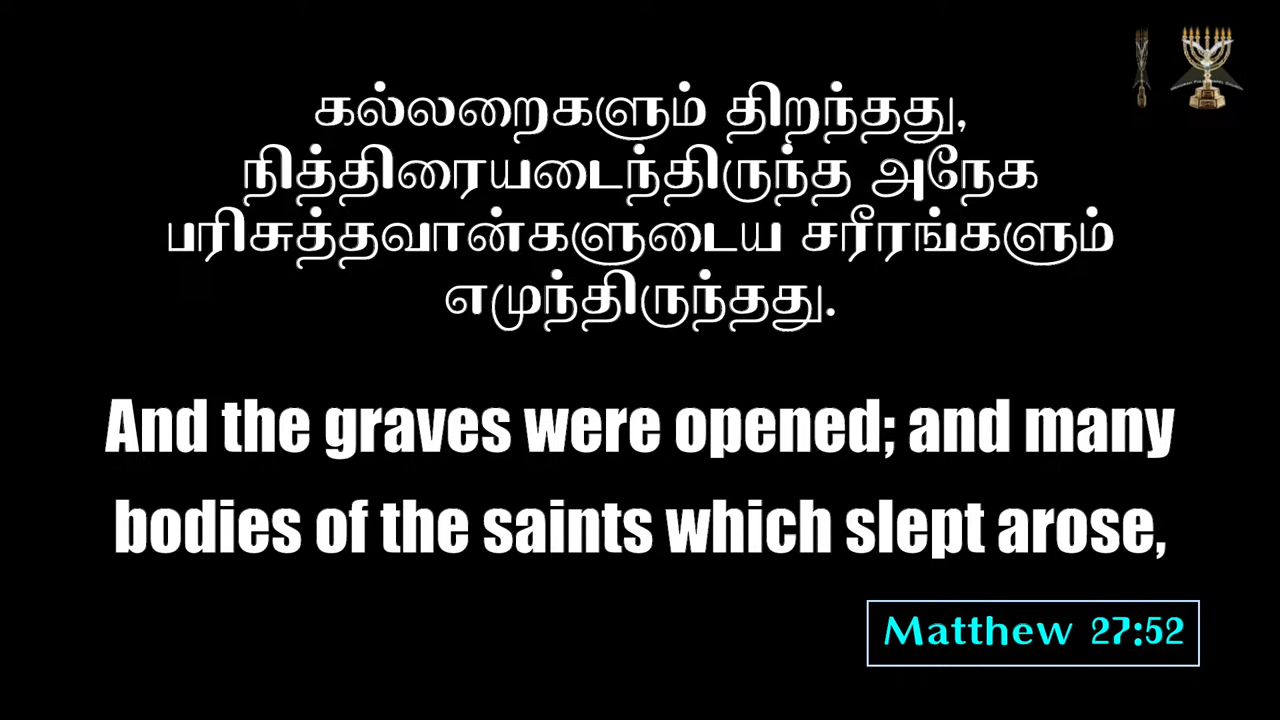 கல்லறைகளும் திறந்தது,
நித்திரையடைந்திருந்த அநேக
பரிசுத்தவான்களுடைய சரீரங்களும்
எழுந்திருந்தது.
And the graves were opened; and many
bodies of the saints which slept arose,
Matthew 27:52